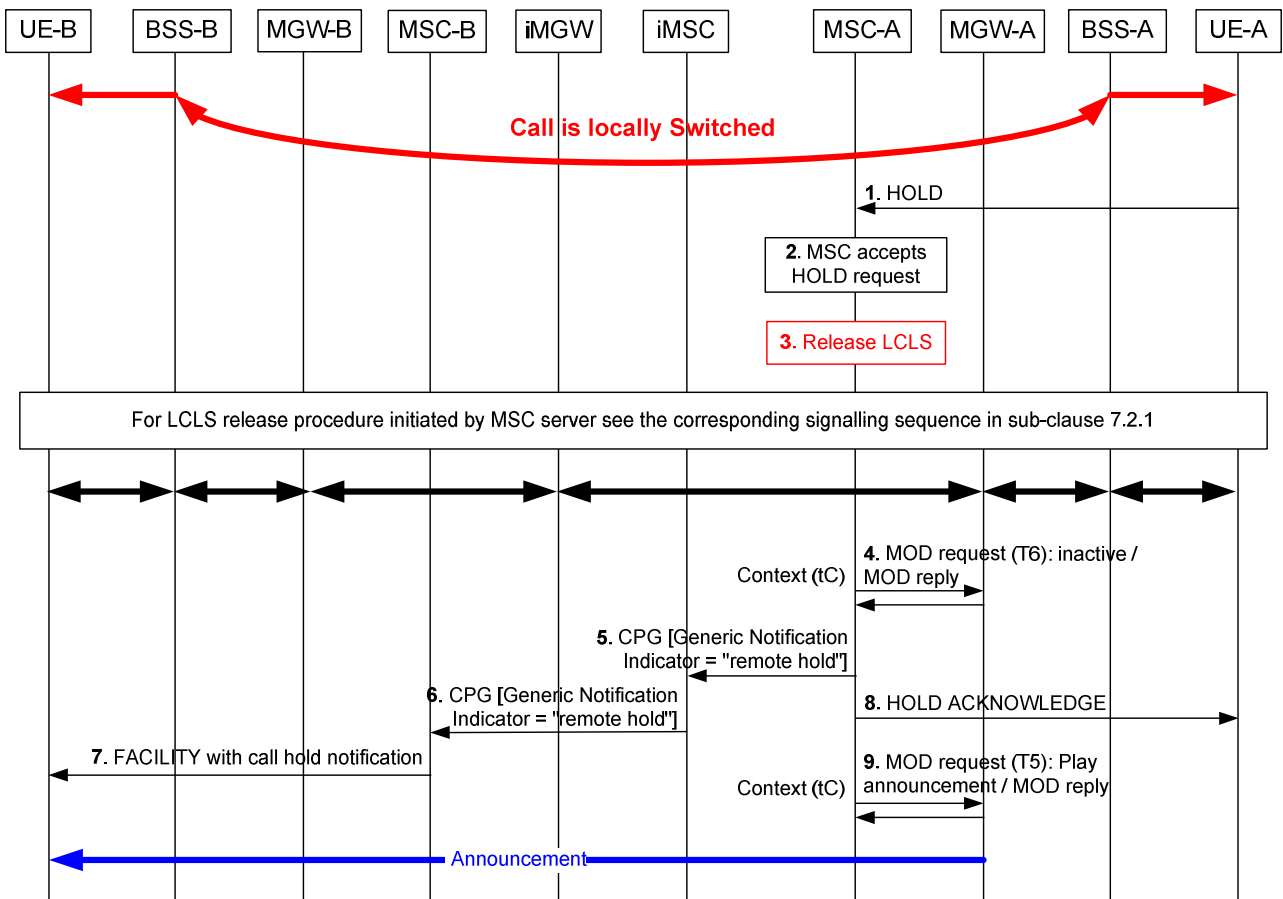 UE-B
BSS-B
MGW-B
MSC-B
iMGW
iMSC
MSC-A
MGW-A
BSS-A
UE-A
Call is locally Switched
1. HOLD
2. MSC accepts
HOLD request
3. Release LCLS
For LCLS release procedure initiated by MSC server see the corresponding signalling sequence in sub-clause 7.2.1
4. MOD request (T6): inactive /
MOD reply
Context (tC)
5. CPG [Generic Notification
Indicator = "remote hold"]
6. CPG [Generic Notification
Indicator = "remote hold"]
8. HOLD ACKNOWLEDGE
7. FACILITY with call hold notification
9. MOD request (T5): Play
announcement / MOD reply
Context (tC)
Announcement